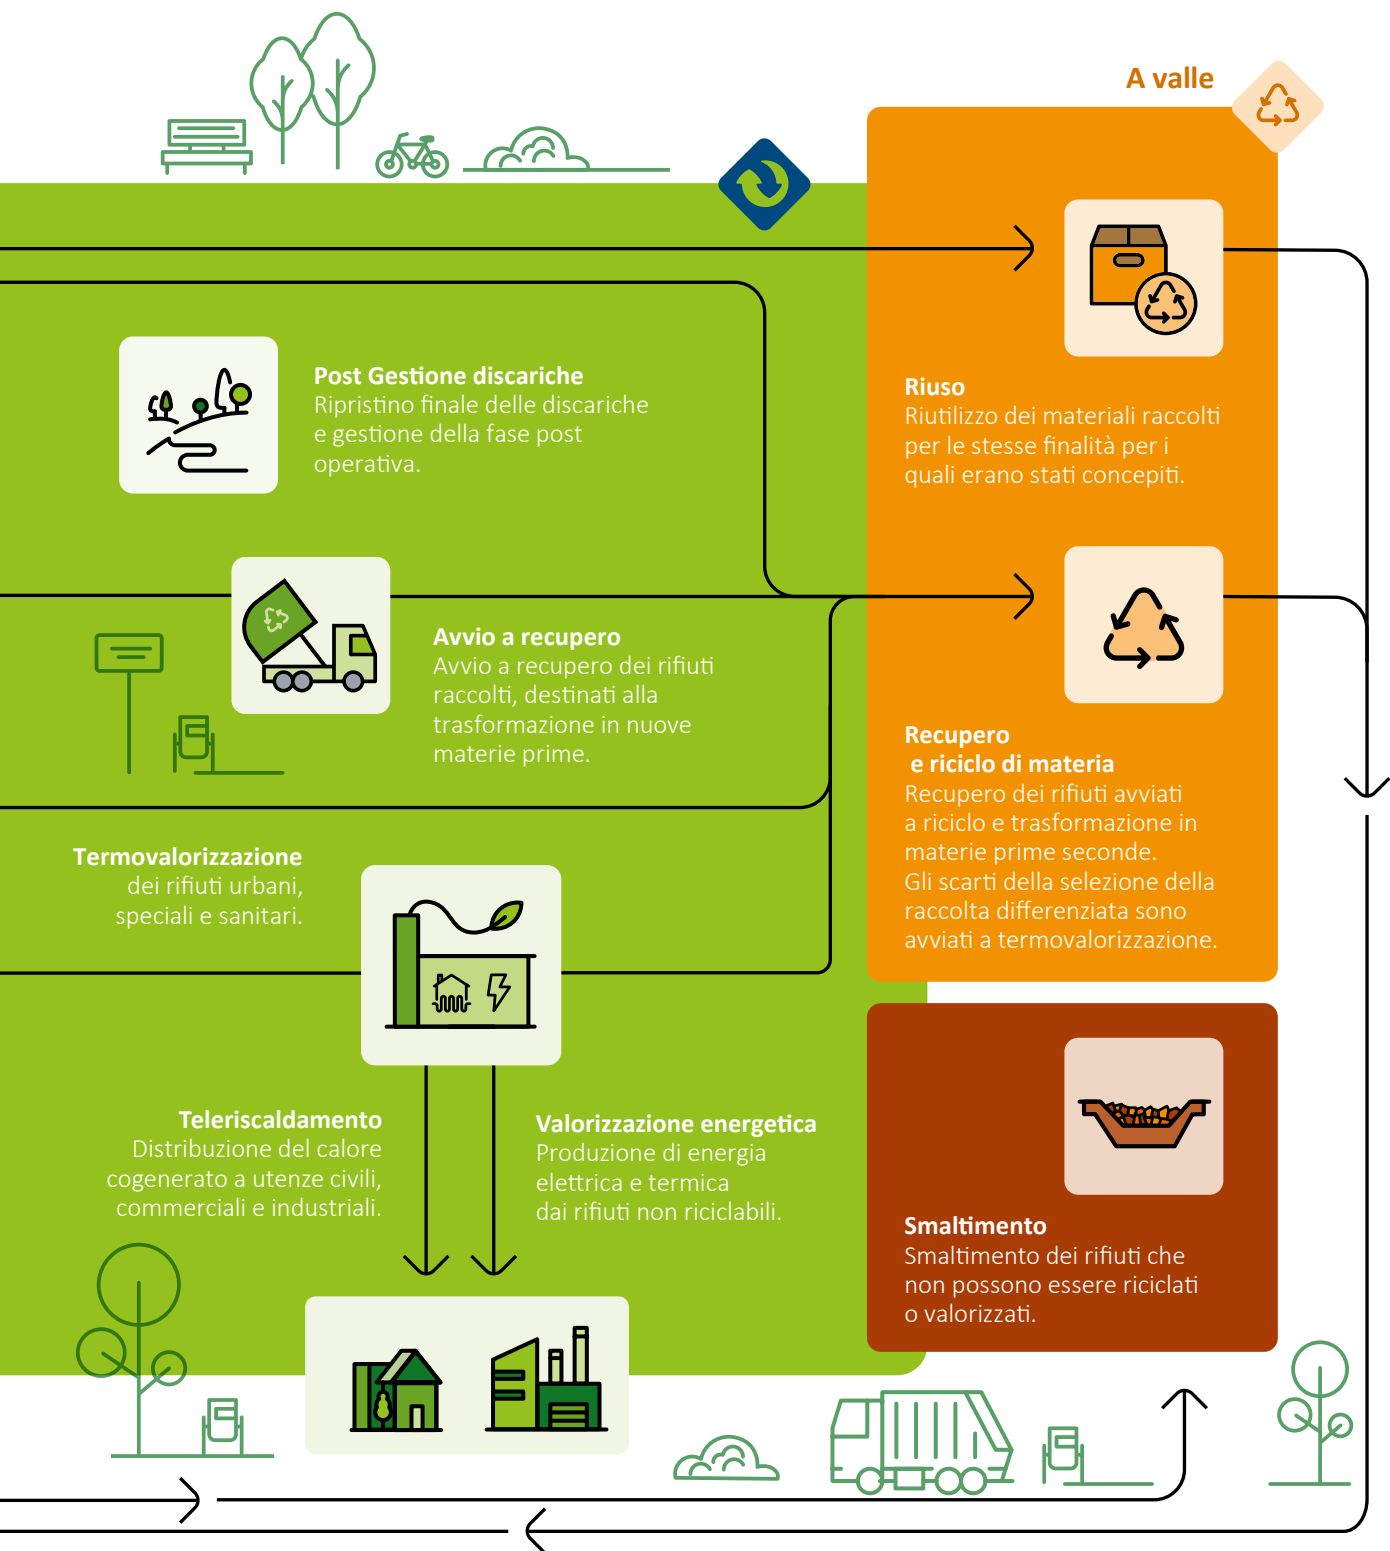 A valle
Post Gestione discariche
Ripristino finale delle discariche
e gestione della fase post
operativa.
Riuso
Riutilizzo dei materiali raccolti
per le stesse finalità per i
quali erano stati concepiti.
Avvio a recupero
Avvio a recupero dei rifiuti
raccolti, destinati alla
trasformazione in nuove
materie prime.
Recupero
e riciclo di materia
Recupero dei rifiuti avviati
a riciclo e trasformazione in
materie prime seconde.
Gli scarti della selezione della
raccolta differenziata sono
avviati a termovalorizzazione.
Termovalorizzazione
dei rifiuti urbani,
speciali e sanitari.
Teleriscaldamento
Distribuzione del calore
cogenerato a utenze civili,
commerciali e industriali.
Valorizzazione energetica
Produzione di energia
elettrica e termica
dai rifiuti non riciclabili.
Smaltimento
Smaltimento dei rifiuti che
non possono essere riciclati
o valorizzati.